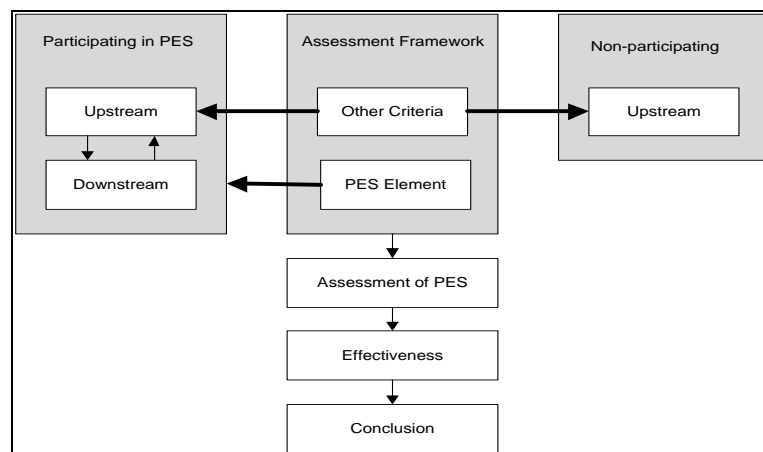 Participating in PES
Assessment Framework
Non-participating
Upstream
Other Criteria
Upstream
Downstream
PES Element
Assessment of PES
Effectiveness
Conclusion